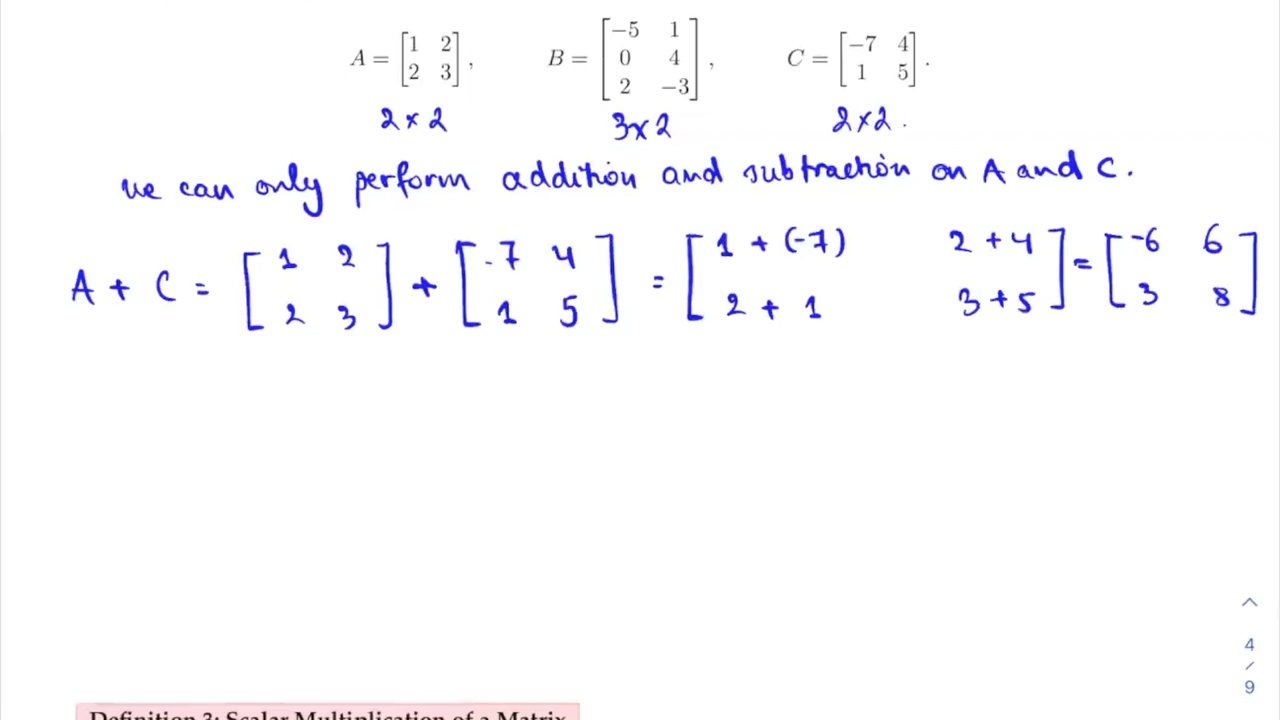 A = [1 2; 2 3], B = [−5 1; 0 4; 2 −3], C = [−7 4; 1 5].
2 × 2 3×2 2×2.
we can only perform addition and subtraction on A and C.
A + C = [1 2; 2 3] + [-7 4; 1 5] = [1 + (-7) 2 + 4; 2 + 1 3 + 5] = [-6 6; 3 8]
4
/
9
Definition 3: Scalar Multiplication of a Matrix